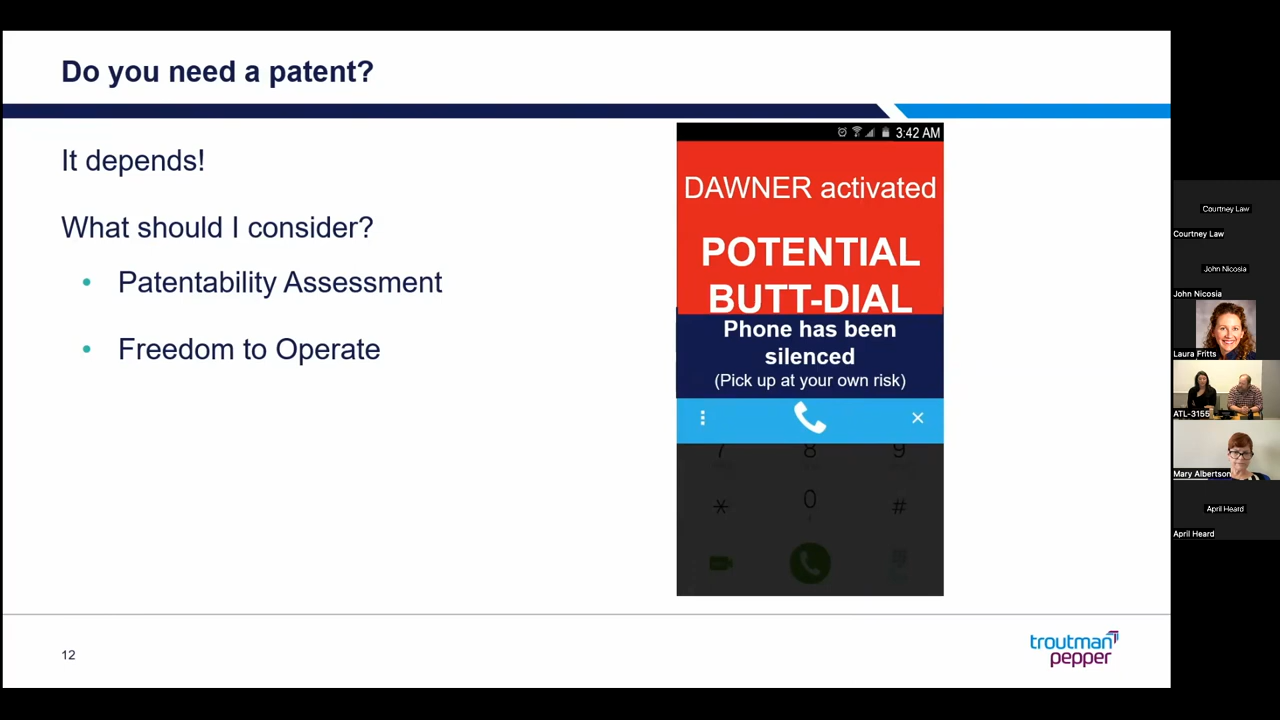 Do you need a patent?
It depends!
What should I consider?
• Patentability Assessment
• Freedom to Operate
3:42 AM
DAWNER activated
POTENTIAL
BUTT-DIAL
Phone has been
silenced
(Pick up at your own risk)
7 8 9
* 0 #
12
troutman
pepper
Courtney Law
Courtney Law
John Nicosia
John Nicosia
Laura Fritts
ATL-3155
Mary Albertson
April Heard
April Heard